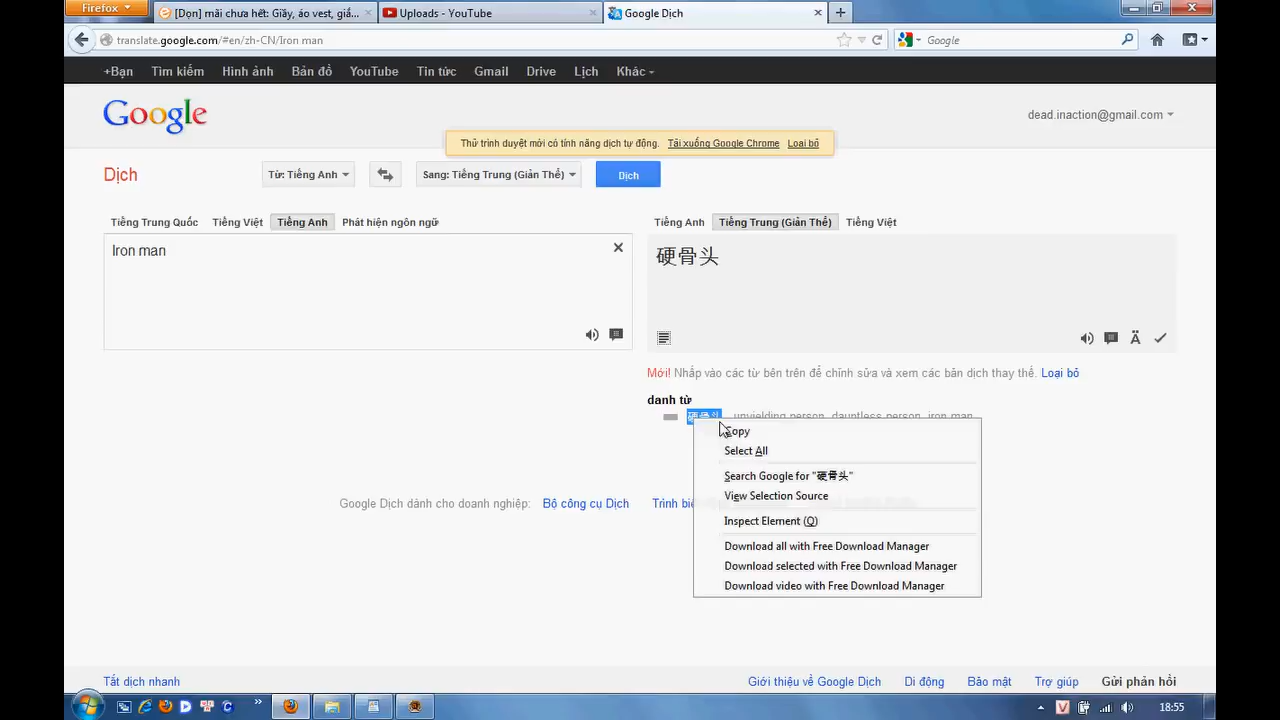 Firefox
[Dọn] mãi chưa hết: Giầy, áo vest, giấ...
Uploads - YouTube
Google Dịch
translate.google.com/#en/zh-CN/Iron man
Google
+Bạn Tìm kiếm Hình ảnh Bản đồ YouTube Tin tức Gmail Drive Lịch Khác
Google
dead.inaction@gmail.com
Thử trình duyệt mới có tính năng dịch tự động. Tải xuống Google Chrome Loại bỏ
Dịch
Từ: Tiếng Anh
Sang: Tiếng Trung (Giản Thể)
Dịch
Tiếng Trung Quốc Tiếng Việt Tiếng Anh Phát hiện ngôn ngữ
Tiếng Anh Tiếng Trung (Giản Thể) Tiếng Việt
Iron man
硬骨头
Ä
Mới! Nhấp vào các từ bên trên để chỉnh sửa và xem các bản dịch thay thế. Loại bỏ
danh từ
硬骨头 unyielding person, dauntless person, iron man
Copy
Select All
Search Google for "硬骨头"
View Selection Source
Inspect Element (Q)
Download all with Free Download Manager
Download selected with Free Download Manager
Download video with Free Download Manager
Google Dịch dành cho doanh nghiệp: Bộ công cụ Dịch Trình
Tắt dịch nhanh
Giới thiệu về Google Dịch Di động Bảo mật Trợ giúp Gửi phản hồi
18:55